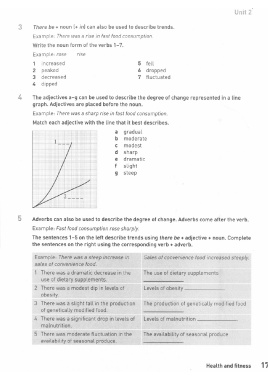 Unit 2
3 There be + noun (+ in) can also be used to describe trends.
Example: There was a rise in fast food consumption
Write the noun form of the verbs 1–7.
Example: rose rise
1 increased
2 peaked
3 decreased
4 dipped
5 fell
6 dropped
7 fluctuated
4 The adjectives a–g can be used to describe the degree of change represented in a line
graph. Adjectives are placed before the noun.
Example: There was a sharp rise in fast food consumption.
Match each adjective with the line that it best describes.
1
2
a gradual
b moderate
c modest
d sharp
e dramatic
f slight
g steep
5 Adverbs can also be used to describe the degree of change. Adverbs come after the verb.
Example: Fast food consumption rose sharply.
The sentences 1–5 on the left describe trends using there be + adjective + noun. Complete
the sentences on the right using the corresponding verb + adverb.
Example: There was a steep increase in
sales of convenience food.
Sales of convenience food increased steeply.
1 There was a dramatic decrease in the
use of dietary supplements.
The use of dietary supplements
2 There was a modest dip in levels of
obesity.
Levels of obesity
3 There was a slight fall in the production
of genetically modified food.
The production of genetically modified food
4 There was a significant drop in levels of
malnutrition.
Levels of malnutrition
5 There was moderate fluctuation in the
availability of seasonal produce.
The availability of seasonal produce
Health and fitness 17